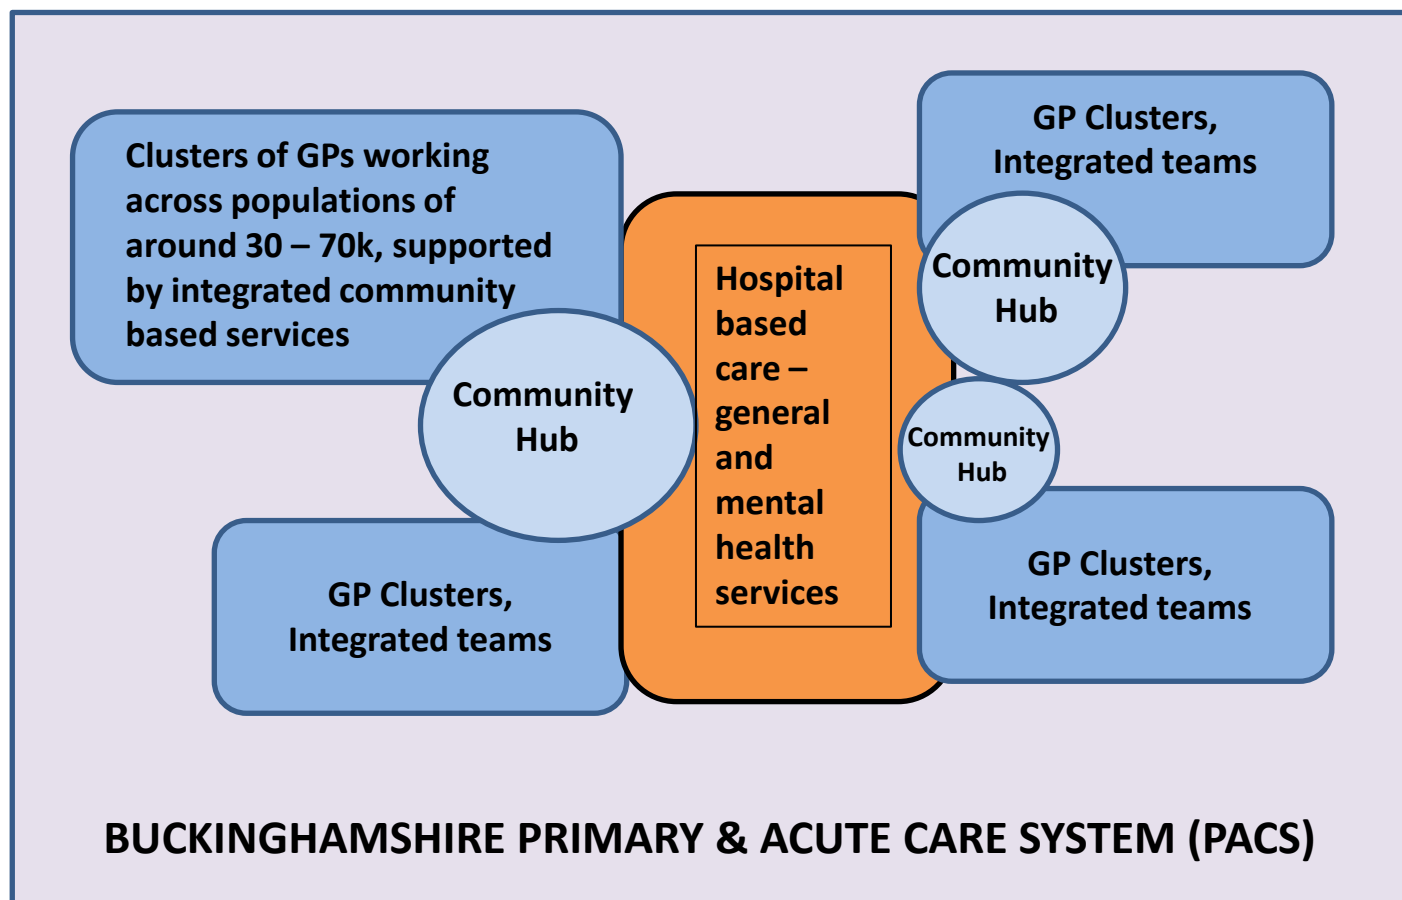 Clusters of GPs working
across populations of
around 30 – 70k, supported
by integrated community
based services
Community
Hub
GP Clusters,
Integrated teams
Hospital
based
care –
general
and
mental
health
services
GP Clusters,
Integrated teams
Community
Hub
Community
Hub
GP Clusters,
Integrated teams
BUCKINGHAMSHIRE PRIMARY & ACUTE CARE SYSTEM (PACS)